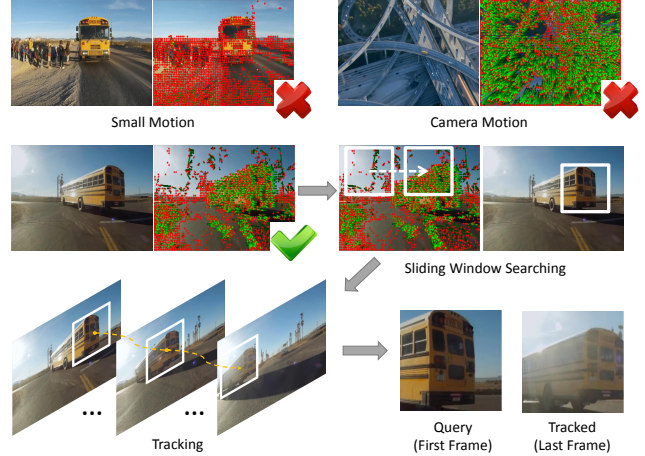 Small Motion
Camera Motion
Sliding Window Searching
...
...
Tracking
Query
(First Frame)
Tracked
(Last Frame)